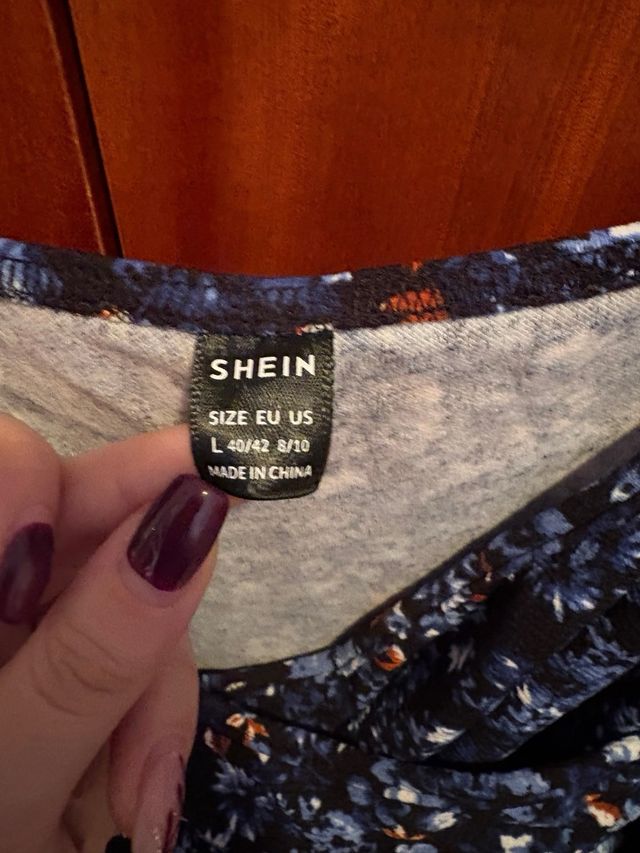 SHEIN
SIZE EU US
L 40/42 8/10
MADE IN CHINA